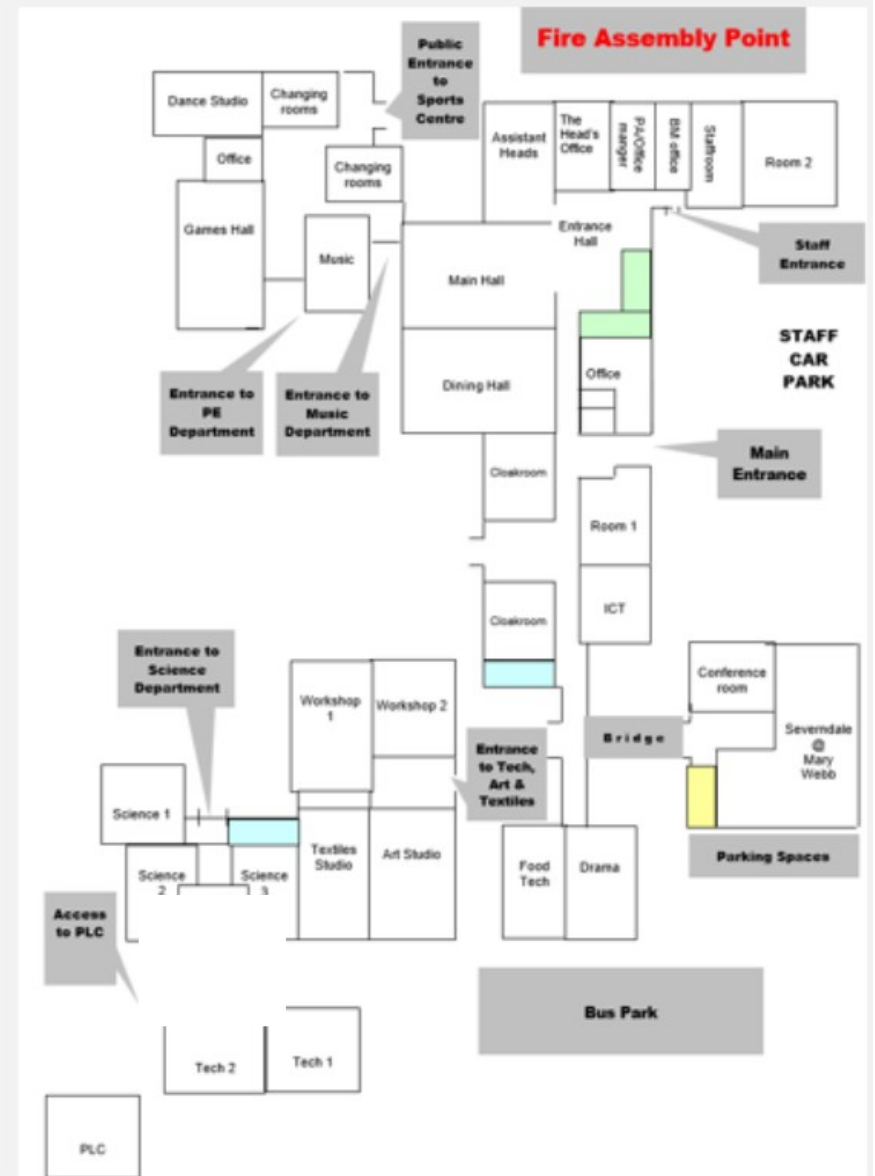 Fire Assembly Point
Public
Entrance
to
Sports
Centre
Dance Studio
Changing
rooms
Office
Changing
rooms
Games Hall
Music
Assistant
Heads
The
Head's
Office
PA/Office
manger
BM office
Staffroom
Room 2
Entrance
Hall
Staff
Entrance
Main Hall
STAFF
CAR
PARK
Entrance to
PE
Department
Entrance to
Music
Department
Dining Hall
Office
Main
Entrance
Cloakroom
Room 1
ICT
Cloakroom
Entrance to
Science
Department
Workshop
1
Workshop 2
Conference
room
Bridge
Severndale
@
Mary
Webb
Entrance
to Tech,
Art &
Textiles
Science 1
Textiles
Studio
Art Studio
Science
2
Science
3
Food
Tech
Drama
Parking Spaces
Access
to PLC
Bus Park
Tech 2
Tech 1
PLC